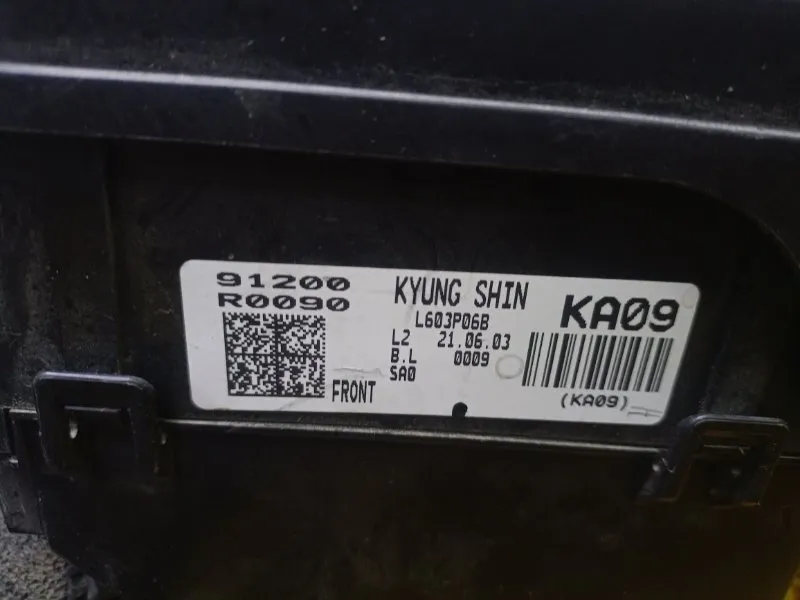 91200
R0090
KYUNG SHIN
KA09
L603P06B
L2 21.06.03
B.L 0009
SA0
FRONT
(KA09)